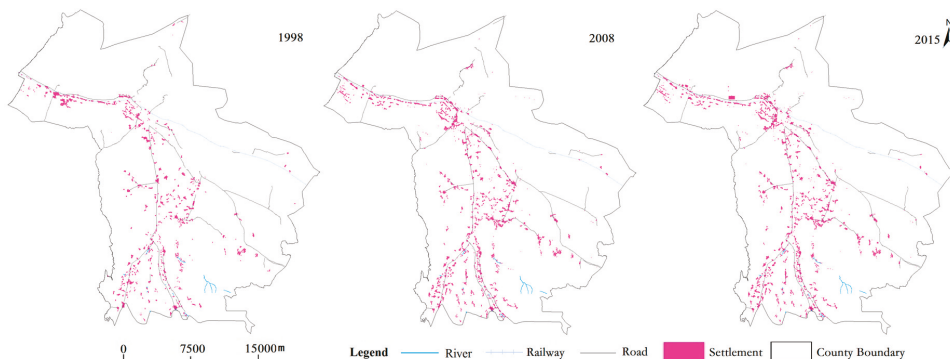 1998
2008
2015
N
0 7500 15000m
Legend River Railway Road Settlement County Boundary